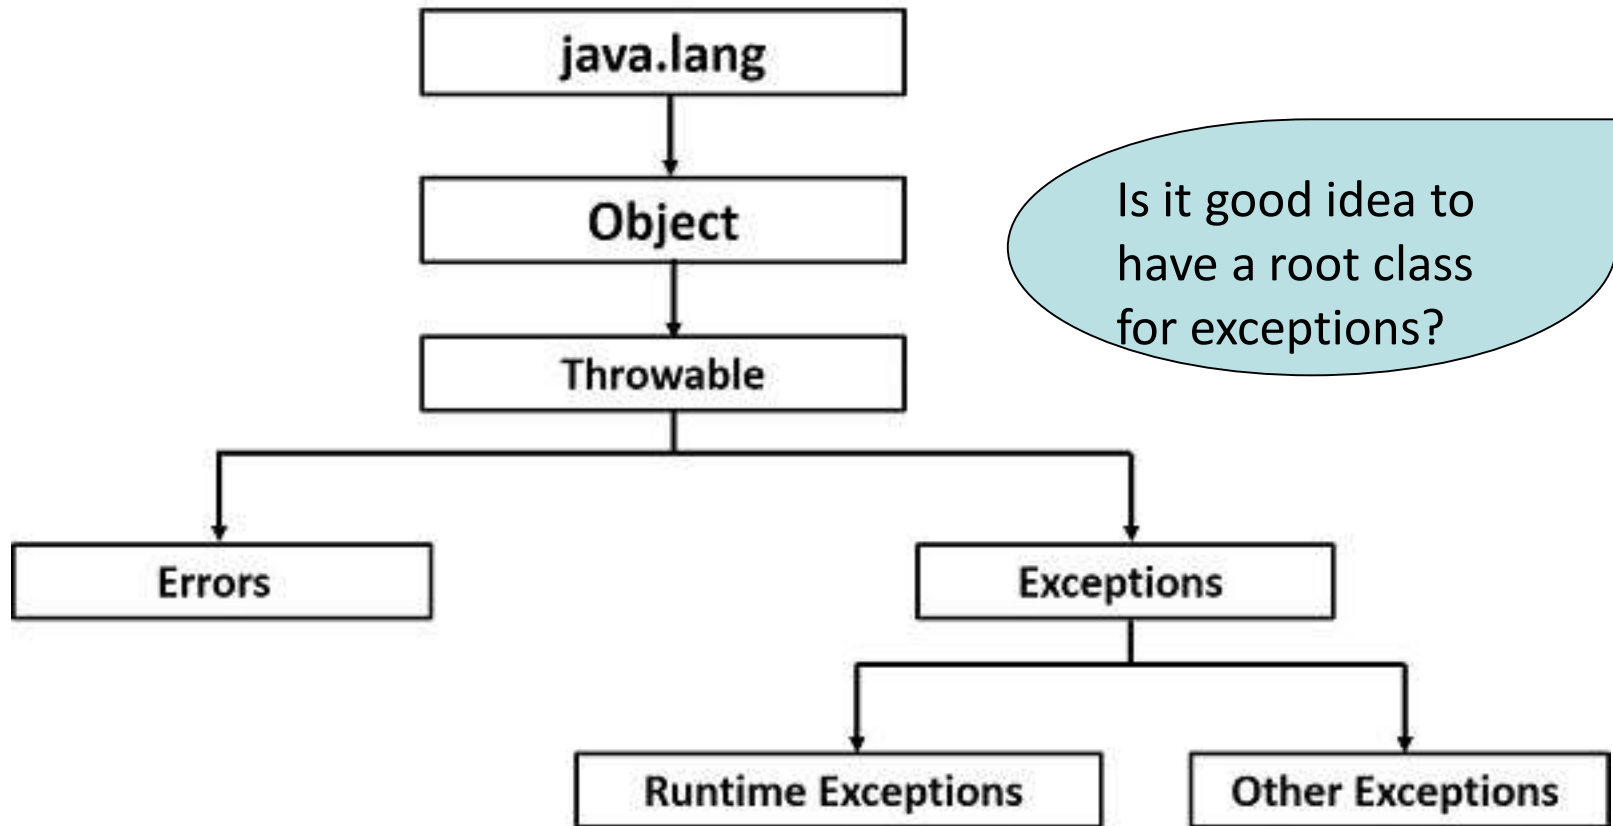 java.lang
Object
Is it good idea to
have a root class
for exceptions?
Throwable
Errors
Exceptions
Runtime Exceptions
Other Exceptions